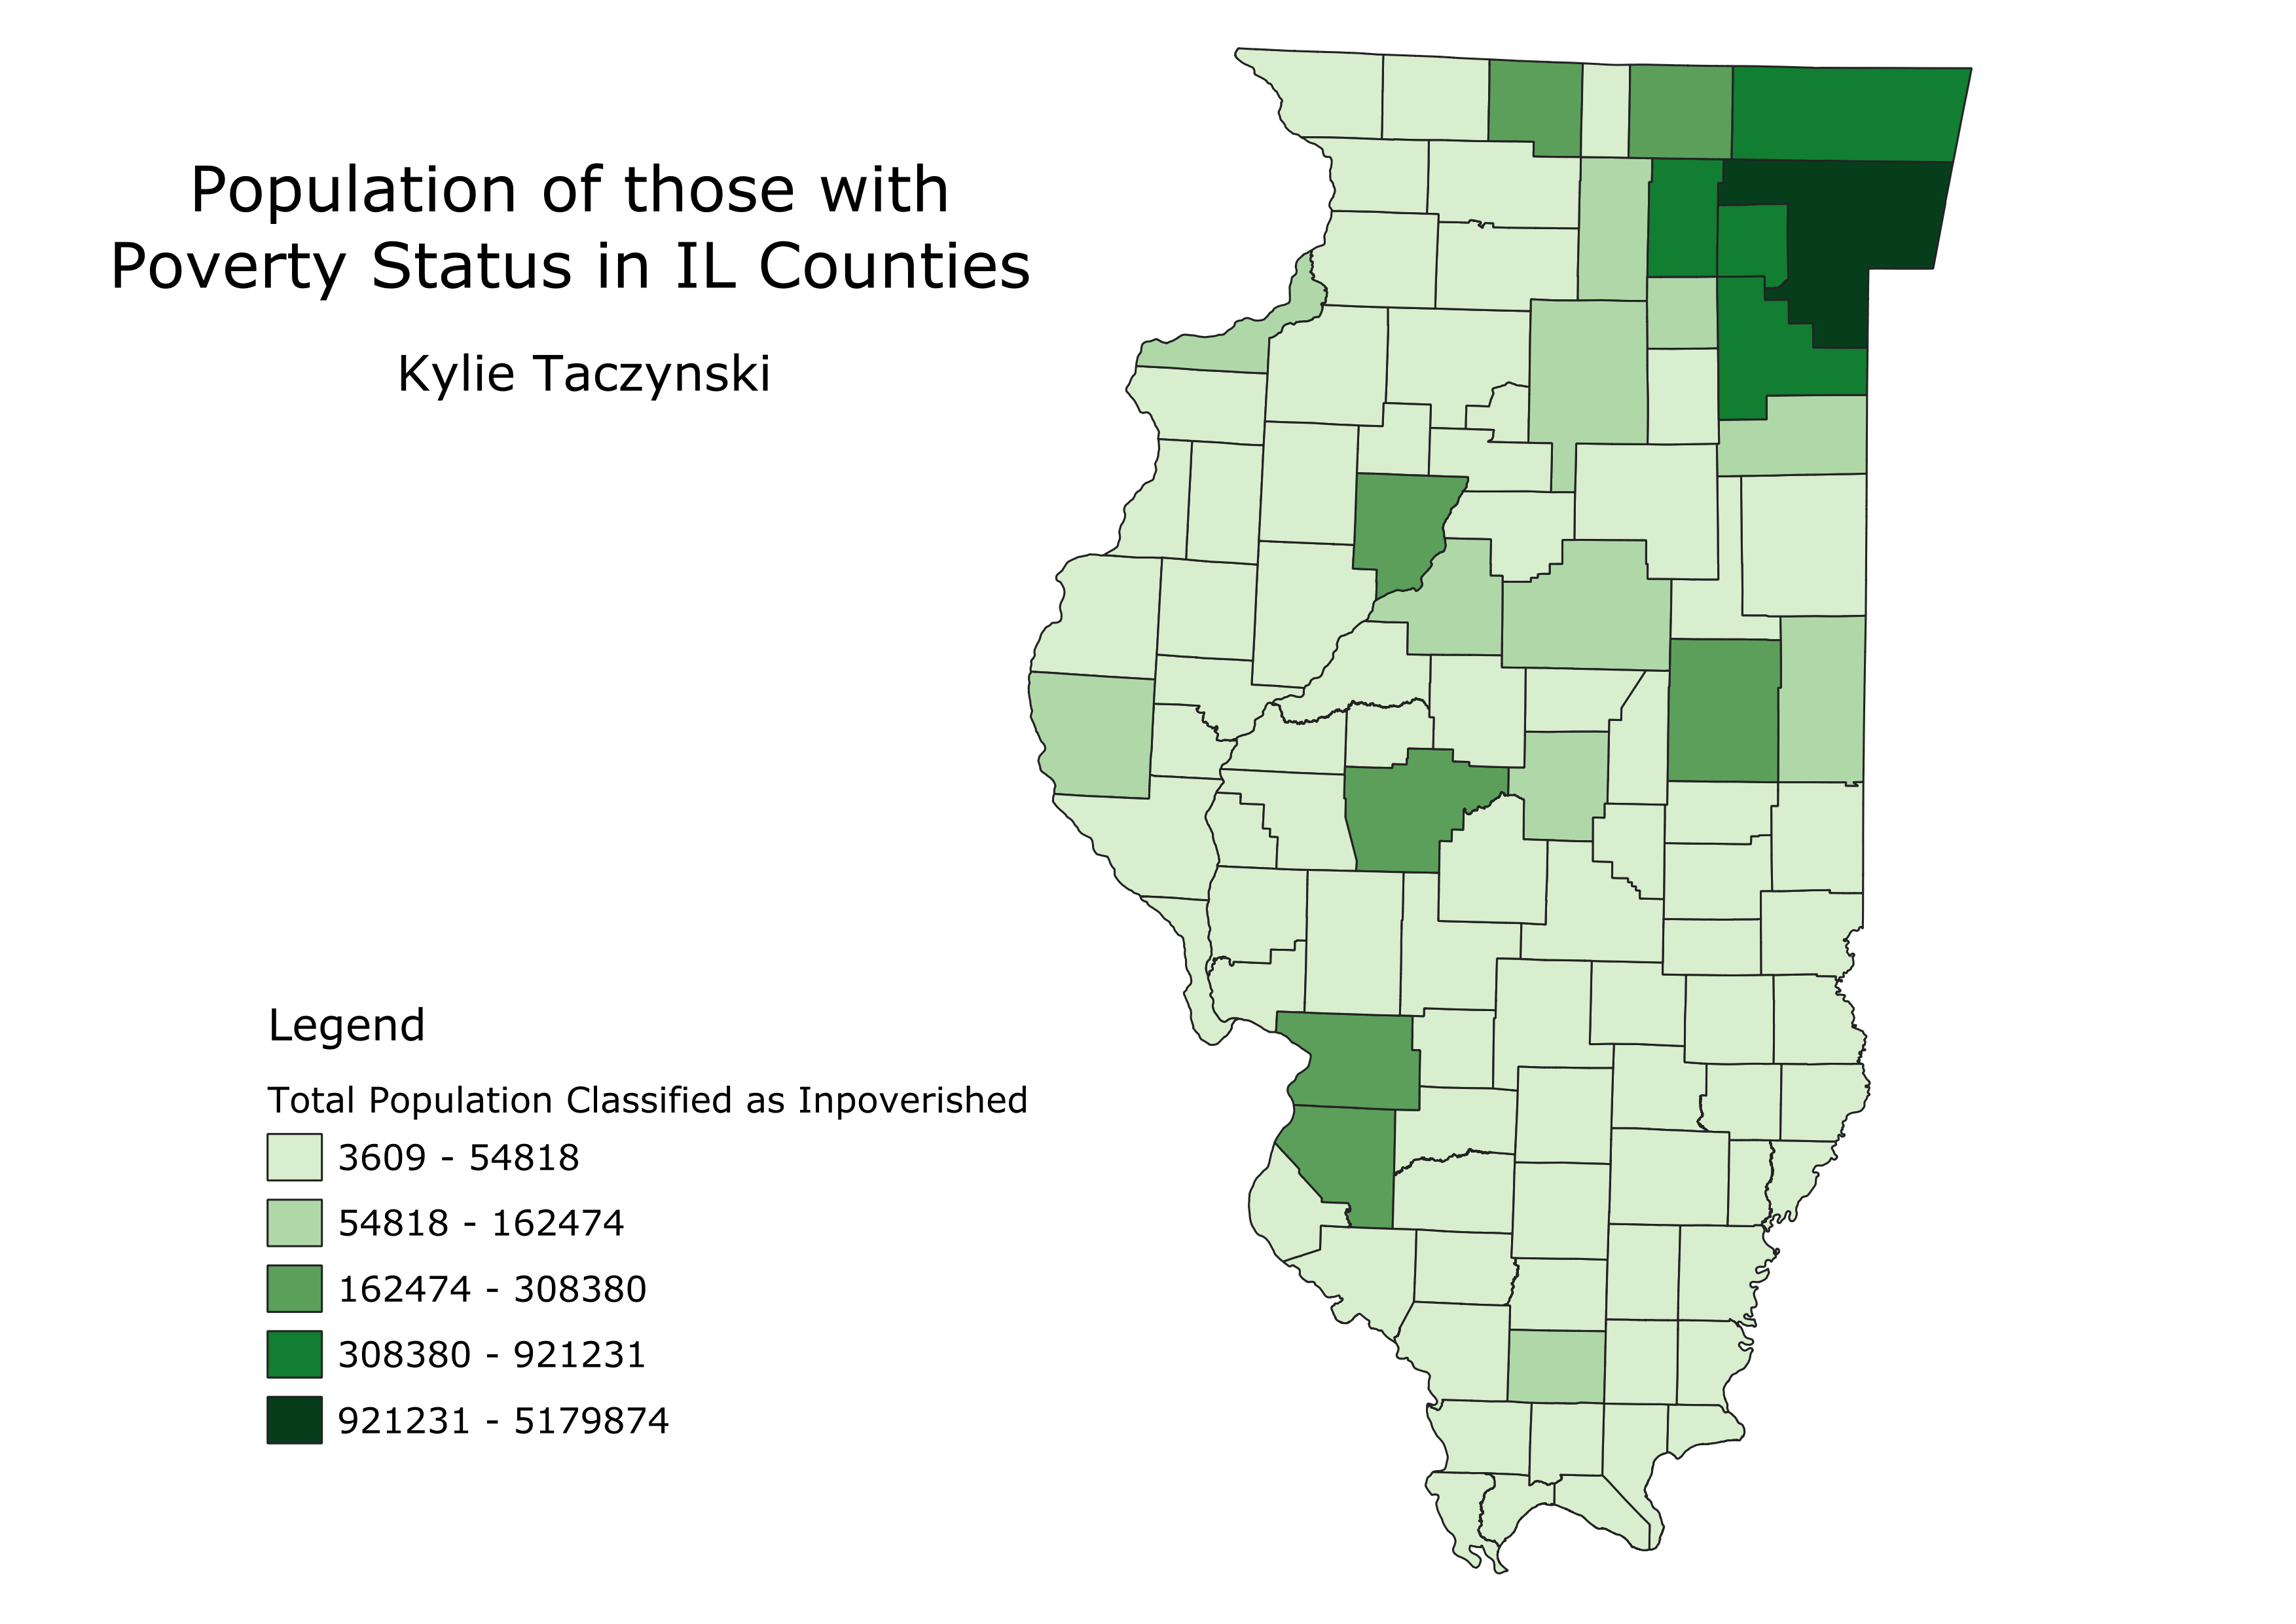 Population of those with
Poverty Status in IL Counties
Kylie Taczynski
Legend
Total Population Classified as Inpoverished
3609 - 54818
54818 - 162474
162474 - 308380
308380 - 921231
921231 - 5179874